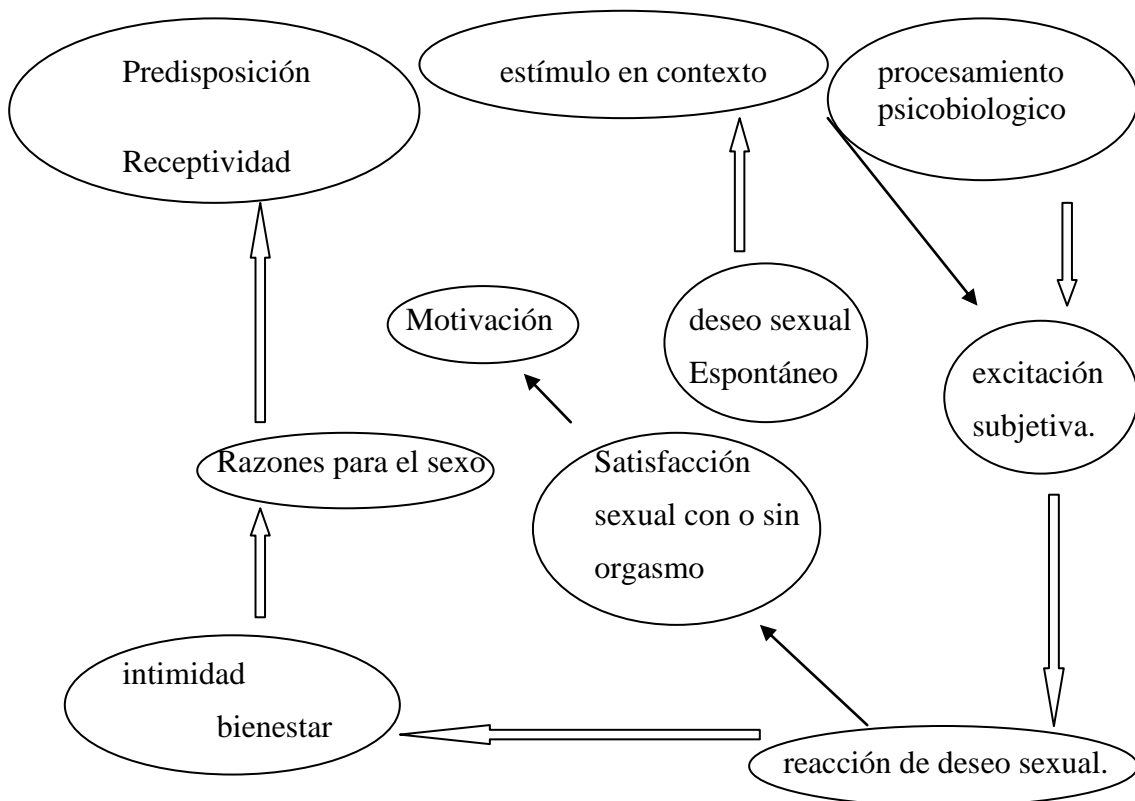 Predisposición
Receptividad
estímulo en contexto
procesamiento
psicobiologico
Motivación
deseo sexual
Espontáneo
excitación
subjetiva.
Razones para el sexo
Satisfacción
sexual con o sin
orgasmo
intimidad
bienestar
reacción de deseo sexual.